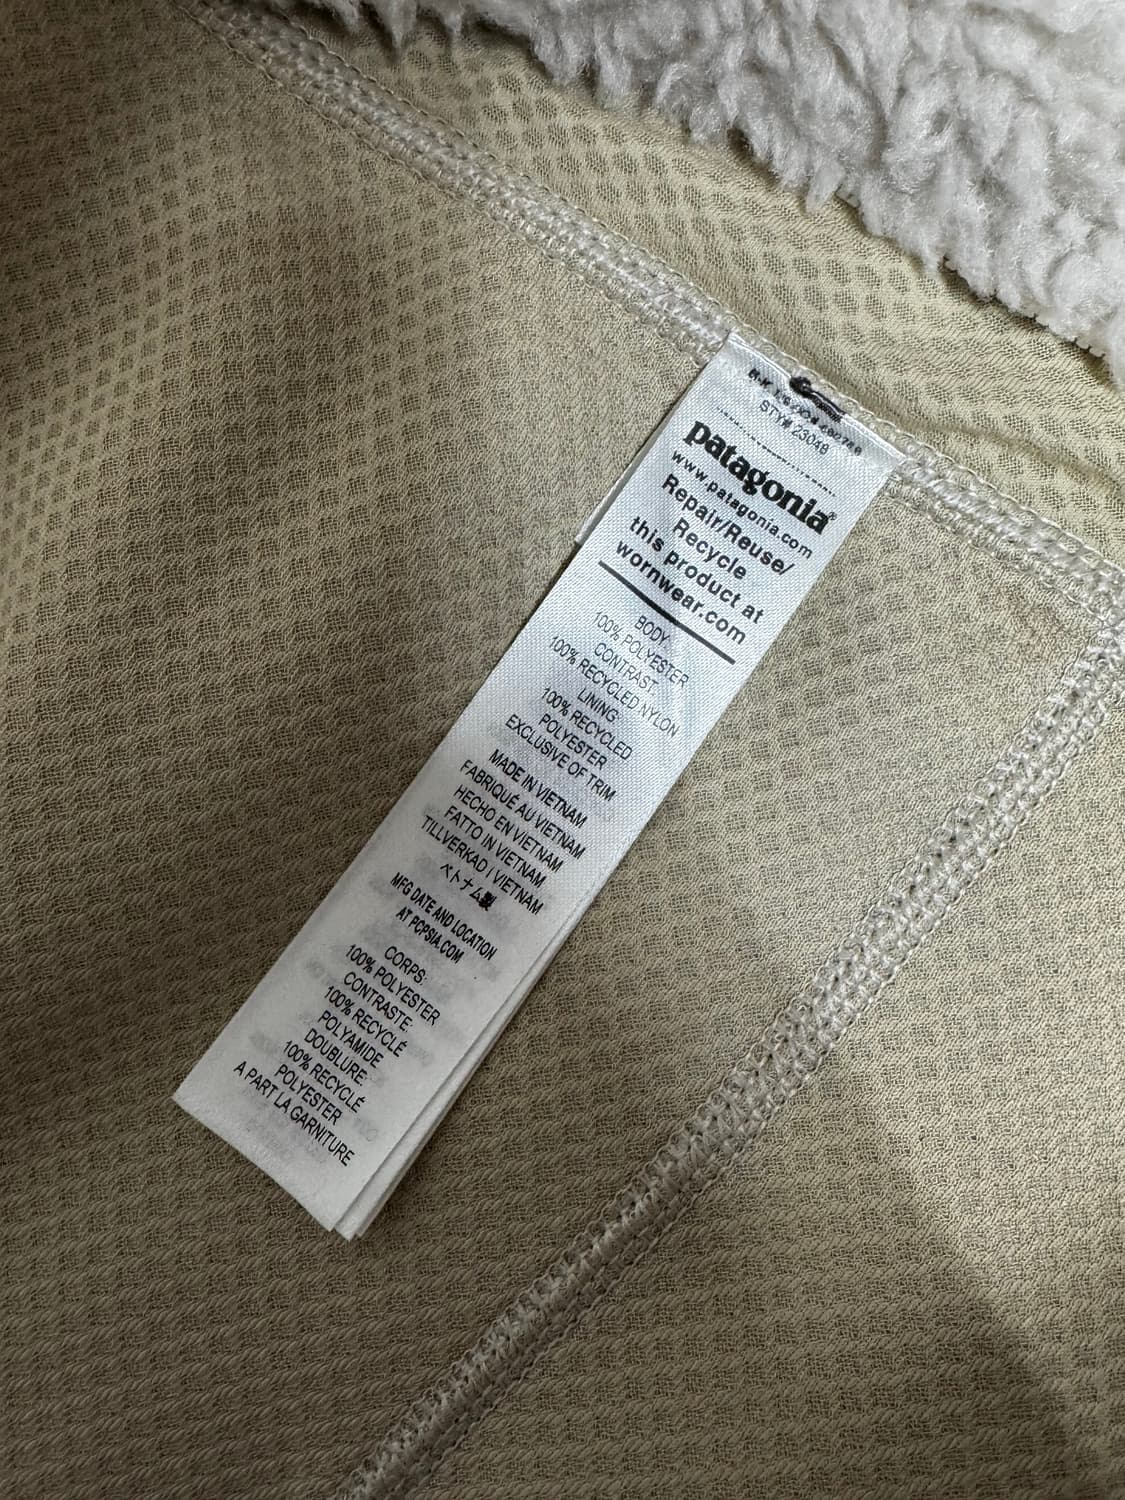 STY# 23048
patagonia®
www.patagonia.com
Repair/Reuse/
Recycle
this product at
wornwear.com
BODY:
100% POLYESTER
CONTRAST:
100% RECYCLED NYLON
LINING:
100% RECYCLED
POLYESTER
EXCLUSIVE OF TRIM
MADE IN VIETNAM
FABRIQUÉ AU VIETNAM
HECHO EN VIETNAM
FATTO IN VIETNAM
TILLVERKAD I VIETNAM
ベトナム製
MFG DATE AND LOCATION
AT PCPSIA.COM
CORPS:
100% POLYESTER
CONTRASTE:
100% RECYCLÉ
POLYAMIDE
DOUBLURE:
100% RECYCLÉ
POLYESTER
A PART LA GARNITURE